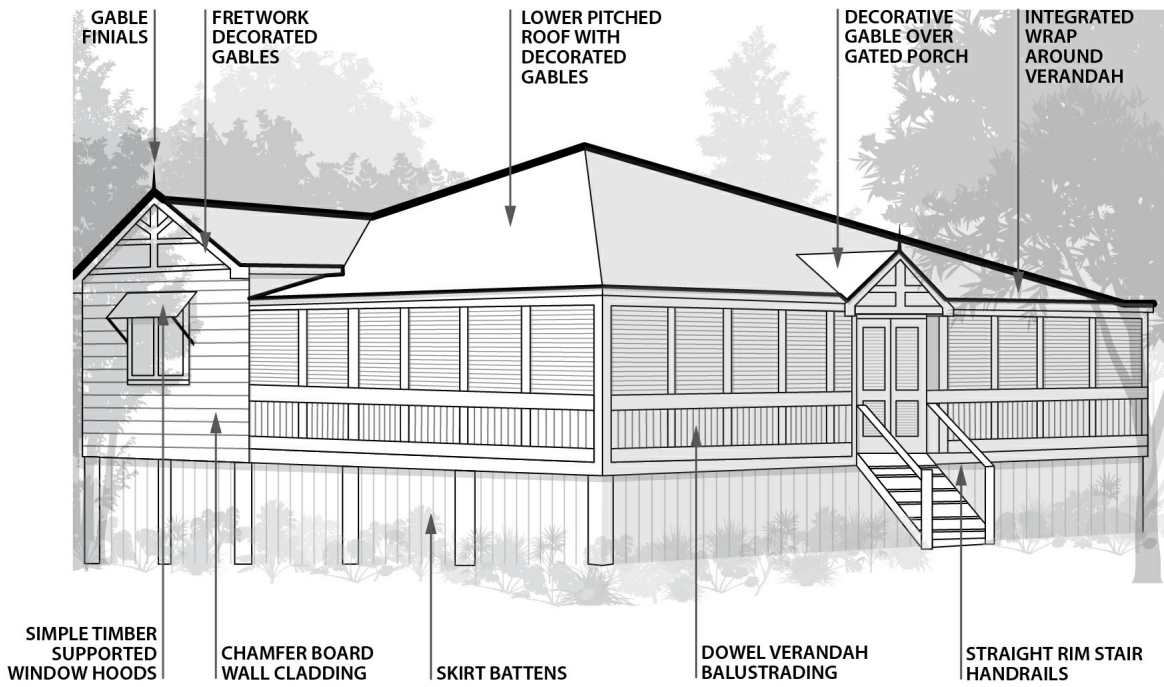 GABLE
FINIALS
FRETWORK
DECORATED
GABLES
LOWER PITCHED
ROOF WITH
DECORATED
GABLES
DECORATIVE
GABLE OVER
GATED PORCH
INTEGRATED
WRAP
AROUND
VERANDAH
SIMPLE TIMBER
SUPPORTED
WINDOW HOODS
CHAMFER BOARD
WALL CLADDING
SKIRT BATTENS
DOWEL VERANDAH
BALUSTRADING
STRAIGHT RIM STAIR
HANDRAILS